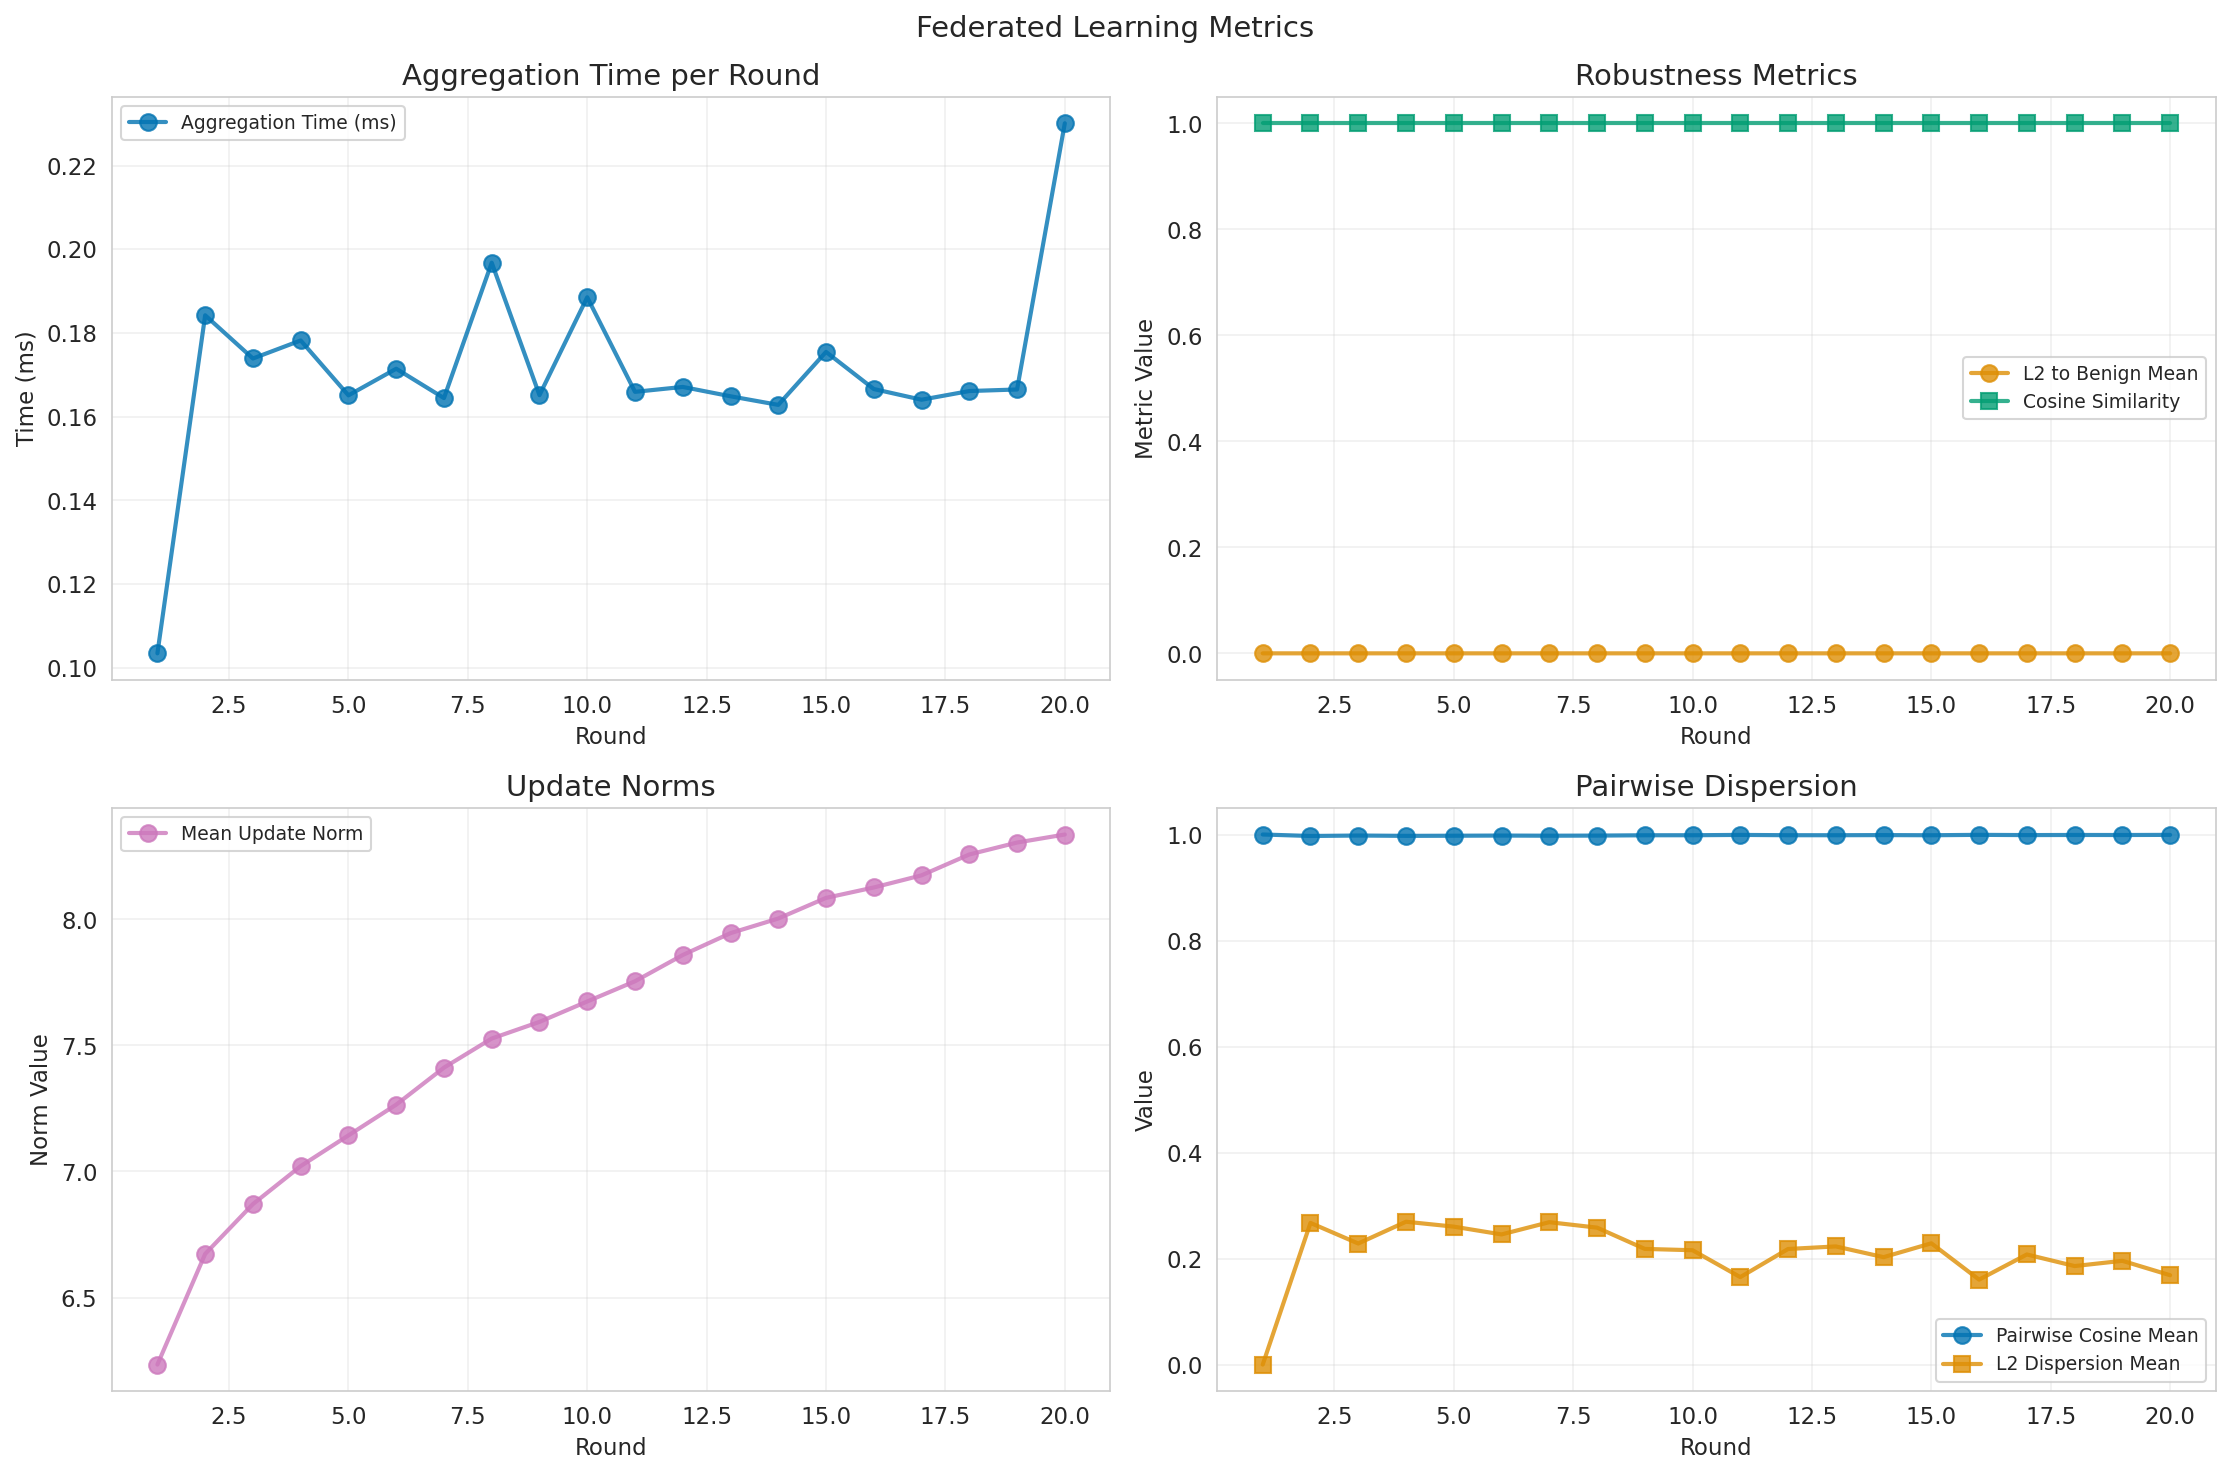 Federated Learning Metrics
Aggregation Time per Round
Aggregation Time (ms)
Time (ms)
0.22
0.20
0.18
0.16
0.14
0.12
0.10
2.5 5.0 7.5 10.0 12.5 15.0 17.5 20.0
Round
Robustness Metrics
Metric Value
1.0
0.8
0.6
0.4
0.2
0.0
L2 to Benign Mean
Cosine Similarity
2.5 5.0 7.5 10.0 12.5 15.0 17.5 20.0
Round
Update Norms
Mean Update Norm
Norm Value
8.0
7.5
7.0
6.5
2.5 5.0 7.5 10.0 12.5 15.0 17.5 20.0
Round
Pairwise Dispersion
Value
1.0
0.8
0.6
0.4
0.2
0.0
Pairwise Cosine Mean
L2 Dispersion Mean
2.5 5.0 7.5 10.0 12.5 15.0 17.5 20.0
Round